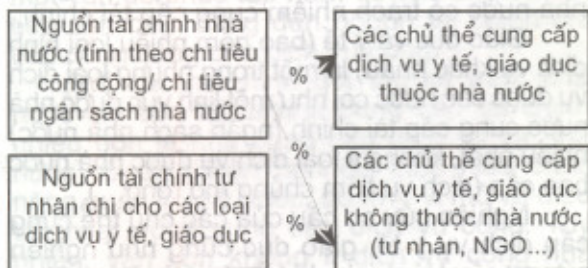 Nguồn tài chính nhà
nước (tính theo chi tiêu
công cộng/ chi tiêu
ngân sách nhà nước
%
Các chủ thể cung cấp
dịch vụ y tế, giáo dục
thuộc nhà nước
%
Nguồn tài chính tư
nhân chi cho các loại
dịch vụ y tế, giáo dục
%
Các chủ thể cung cấp
dịch vụ y tế, giáo dục
không thuộc nhà nước
(tư nhân, NGO...)